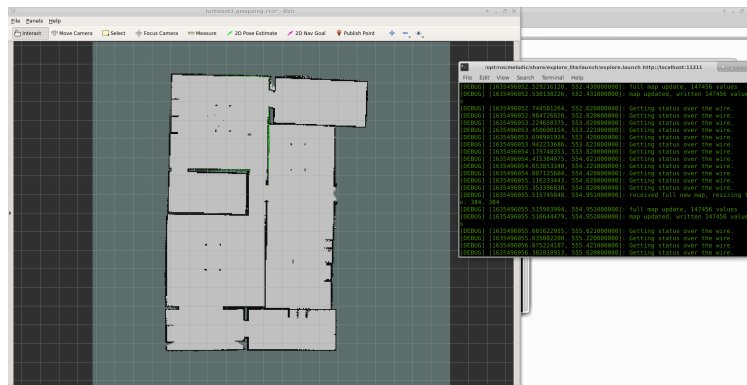 turtlebot3_gmapping.rviz* - RViz
File Panels Help
Interact Move Camera Select Focus Camera Measure 2D Pose Estimate 2D Nav Goal Publish Point
/opt/ros/melodic/share/explore_lite/launch/explore.launch http://localhost:11311
File Edit View Search Terminal Help
[DEBUG] [1635496052.529216120, 552.430000000]: full map update, 147456 values
[DEBUG] [1635496052.530138226, 552.431000000]: map updated, written 147456 value
s
[DEBUG] [1635496052.744501264, 552.620000000]: Getting status over the wire.
[DEBUG] [1635496052.984726820, 552.820000000]: Getting status over the wire.
[DEBUG] [1635496053.224650375, 553.020000000]: Getting status over the wire.
[DEBUG] [1635496053.458690154, 553.221000000]: Getting status over the wire.
[DEBUG] [1635496053.698991924, 553.420000000]: Getting status over the wire.
[DEBUG] [1635496053.942233686, 553.621000000]: Getting status over the wire.
[DEBUG] [1635496054.179740353, 553.820000000]: Getting status over the wire.
[DEBUG] [1635496054.415384975, 554.021000000]: Getting status over the wire.
[DEBUG] [1635496054.653853340, 554.221000000]: Getting status over the wire.
[DEBUG] [1635496054.887125604, 554.420000000]: Getting status over the wire.
[DEBUG] [1635496055.116233443, 554.620000000]: Getting status over the wire.
[DEBUG] [1635496055.353396838, 554.820000000]: Getting status over the wire.
[DEBUG] [1635496055.515745848, 554.951000000]: received full new map, resizing t
o: 384, 384
[DEBUG] [1635496055.515983904, 554.951000000]: full map update, 147456 values
[DEBUG] [1635496055.516644479, 554.952000000]: map updated, written 147456 value
[DEBUG] [1635496055.601622955, 555.021000000]: Getting status over the wire.
[DEBUG] [1635496055.835802208, 555.220000000]: Getting status over the wire.
[DEBUG] [1635496056.075224187, 555.421000000]: Getting status over the wire.
[DEBUG] [1635496056.302818913, 555.621000000]: Getting status over the wire.